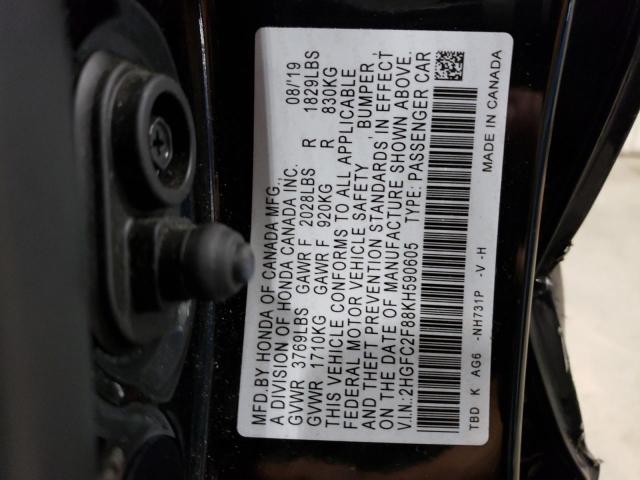 MFD.BY HONDA OF CANADA MFG. 08/'19
A DIVISION OF HONDA CANADA INC.
GVWR 3769LBS GAWR F 2028LBS R 1829LBS
GVWR 1710KG GAWR F 920KG R 830KG
THIS VEHICLE CONFORMS TO ALL APPLICABLE
FEDERAL MOTOR VEHICLE SAFETY , BUMPER ,
AND THEFT PREVENTION STANDARDS IN EFFECT
ON THE DATE OF MANUFACTURE SHOWN ABOVE.
V.I.N: 2HGFC2F88KH590605 TYPE: PASSENGER CAR
TBD K AG6 -NH731P -V -H MADE IN CANADA